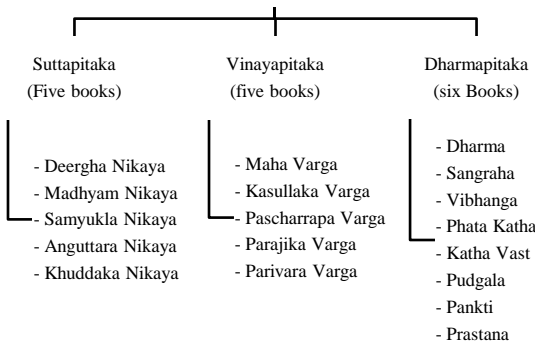 Suttapitaka
(Five books)
- Deergha Nikaya
- Madhyam Nikaya
- Samyukla Nikaya
- Anguttara Nikaya
- Khuddaka Nikaya
Vinayapitaka
(five books)
- Maha Varga
- Kasullaka Varga
- Pascharrapa Varga
- Parajika Varga
- Parivara Varga
Dharmapitaka
(six Books)
- Dharma
- Sangraha
- Vibhanga
- Phata Katha
- Katha Vast
- Pudgala
- Pankti
- Prastana